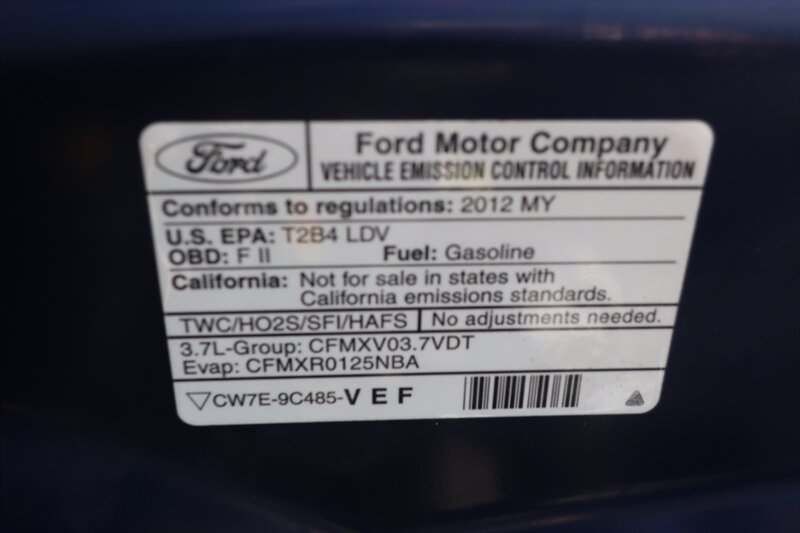 Ford
Ford Motor Company
VEHICLE EMISSION CONTROL INFORMATION
Conforms to regulations: 2012 MY
U.S. EPA: T2B4 LDV
OBD: F II Fuel: Gasoline
California: Not for sale in states with
California emissions standards.
TWC/HO2S/SFI/HAFS No adjustments needed.
3.7L-Group: CFMXV03.7VDT
Evap: CFMXR0125NBA
CW7E-9C485-VEF